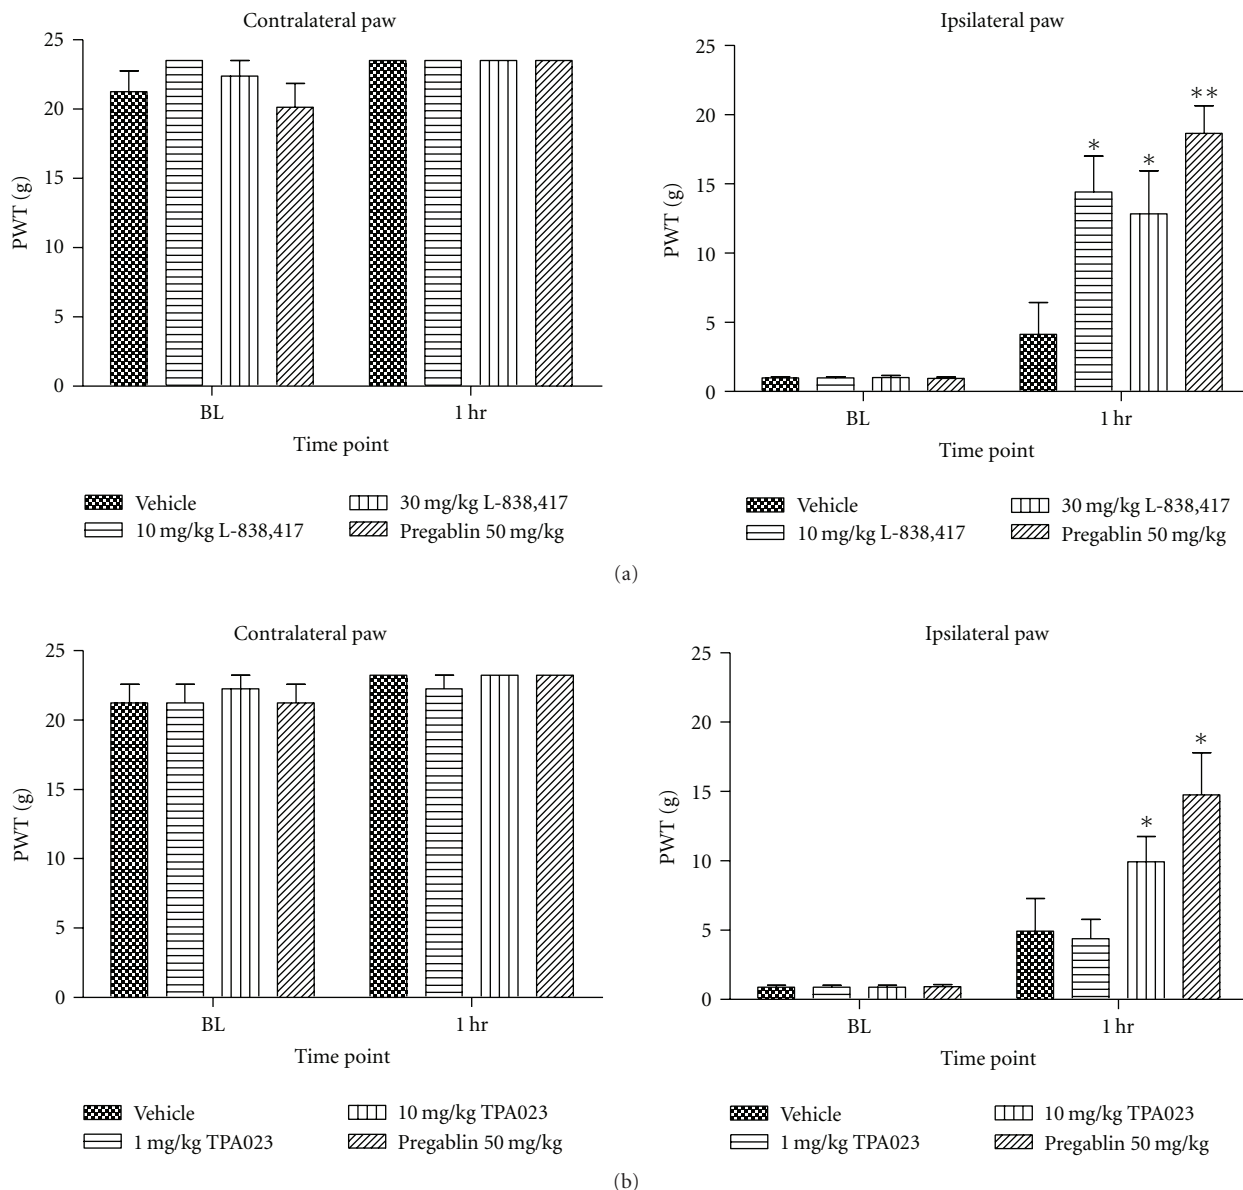 Contralateral paw
25
20
15
10
5
0
PWT (g)
BL
1 hr
Time point
Vehicle
30 mg/kg L-838,417
10 mg/kg L-838,417
Pregablin 50 mg/kg
Ipsilateral paw
25
20
15
10
5
0
PWT (g)
*
*
**
BL
1 hr
Time point
Vehicle
30 mg/kg L-838,417
10 mg/kg L-838,417
Pregablin 50 mg/kg
(a)
Contralateral paw
25
20
15
10
5
0
PWT (g)
BL
1 hr
Time point
Vehicle
10 mg/kg TPA023
1 mg/kg TPA023
Pregablin 50 mg/kg
Ipsilateral paw
25
20
15
10
5
0
PWT (g)
*
*
BL
1 hr
Time point
Vehicle
10 mg/kg TPA023
1 mg/kg TPA023
Pregablin 50 mg/kg
(b)